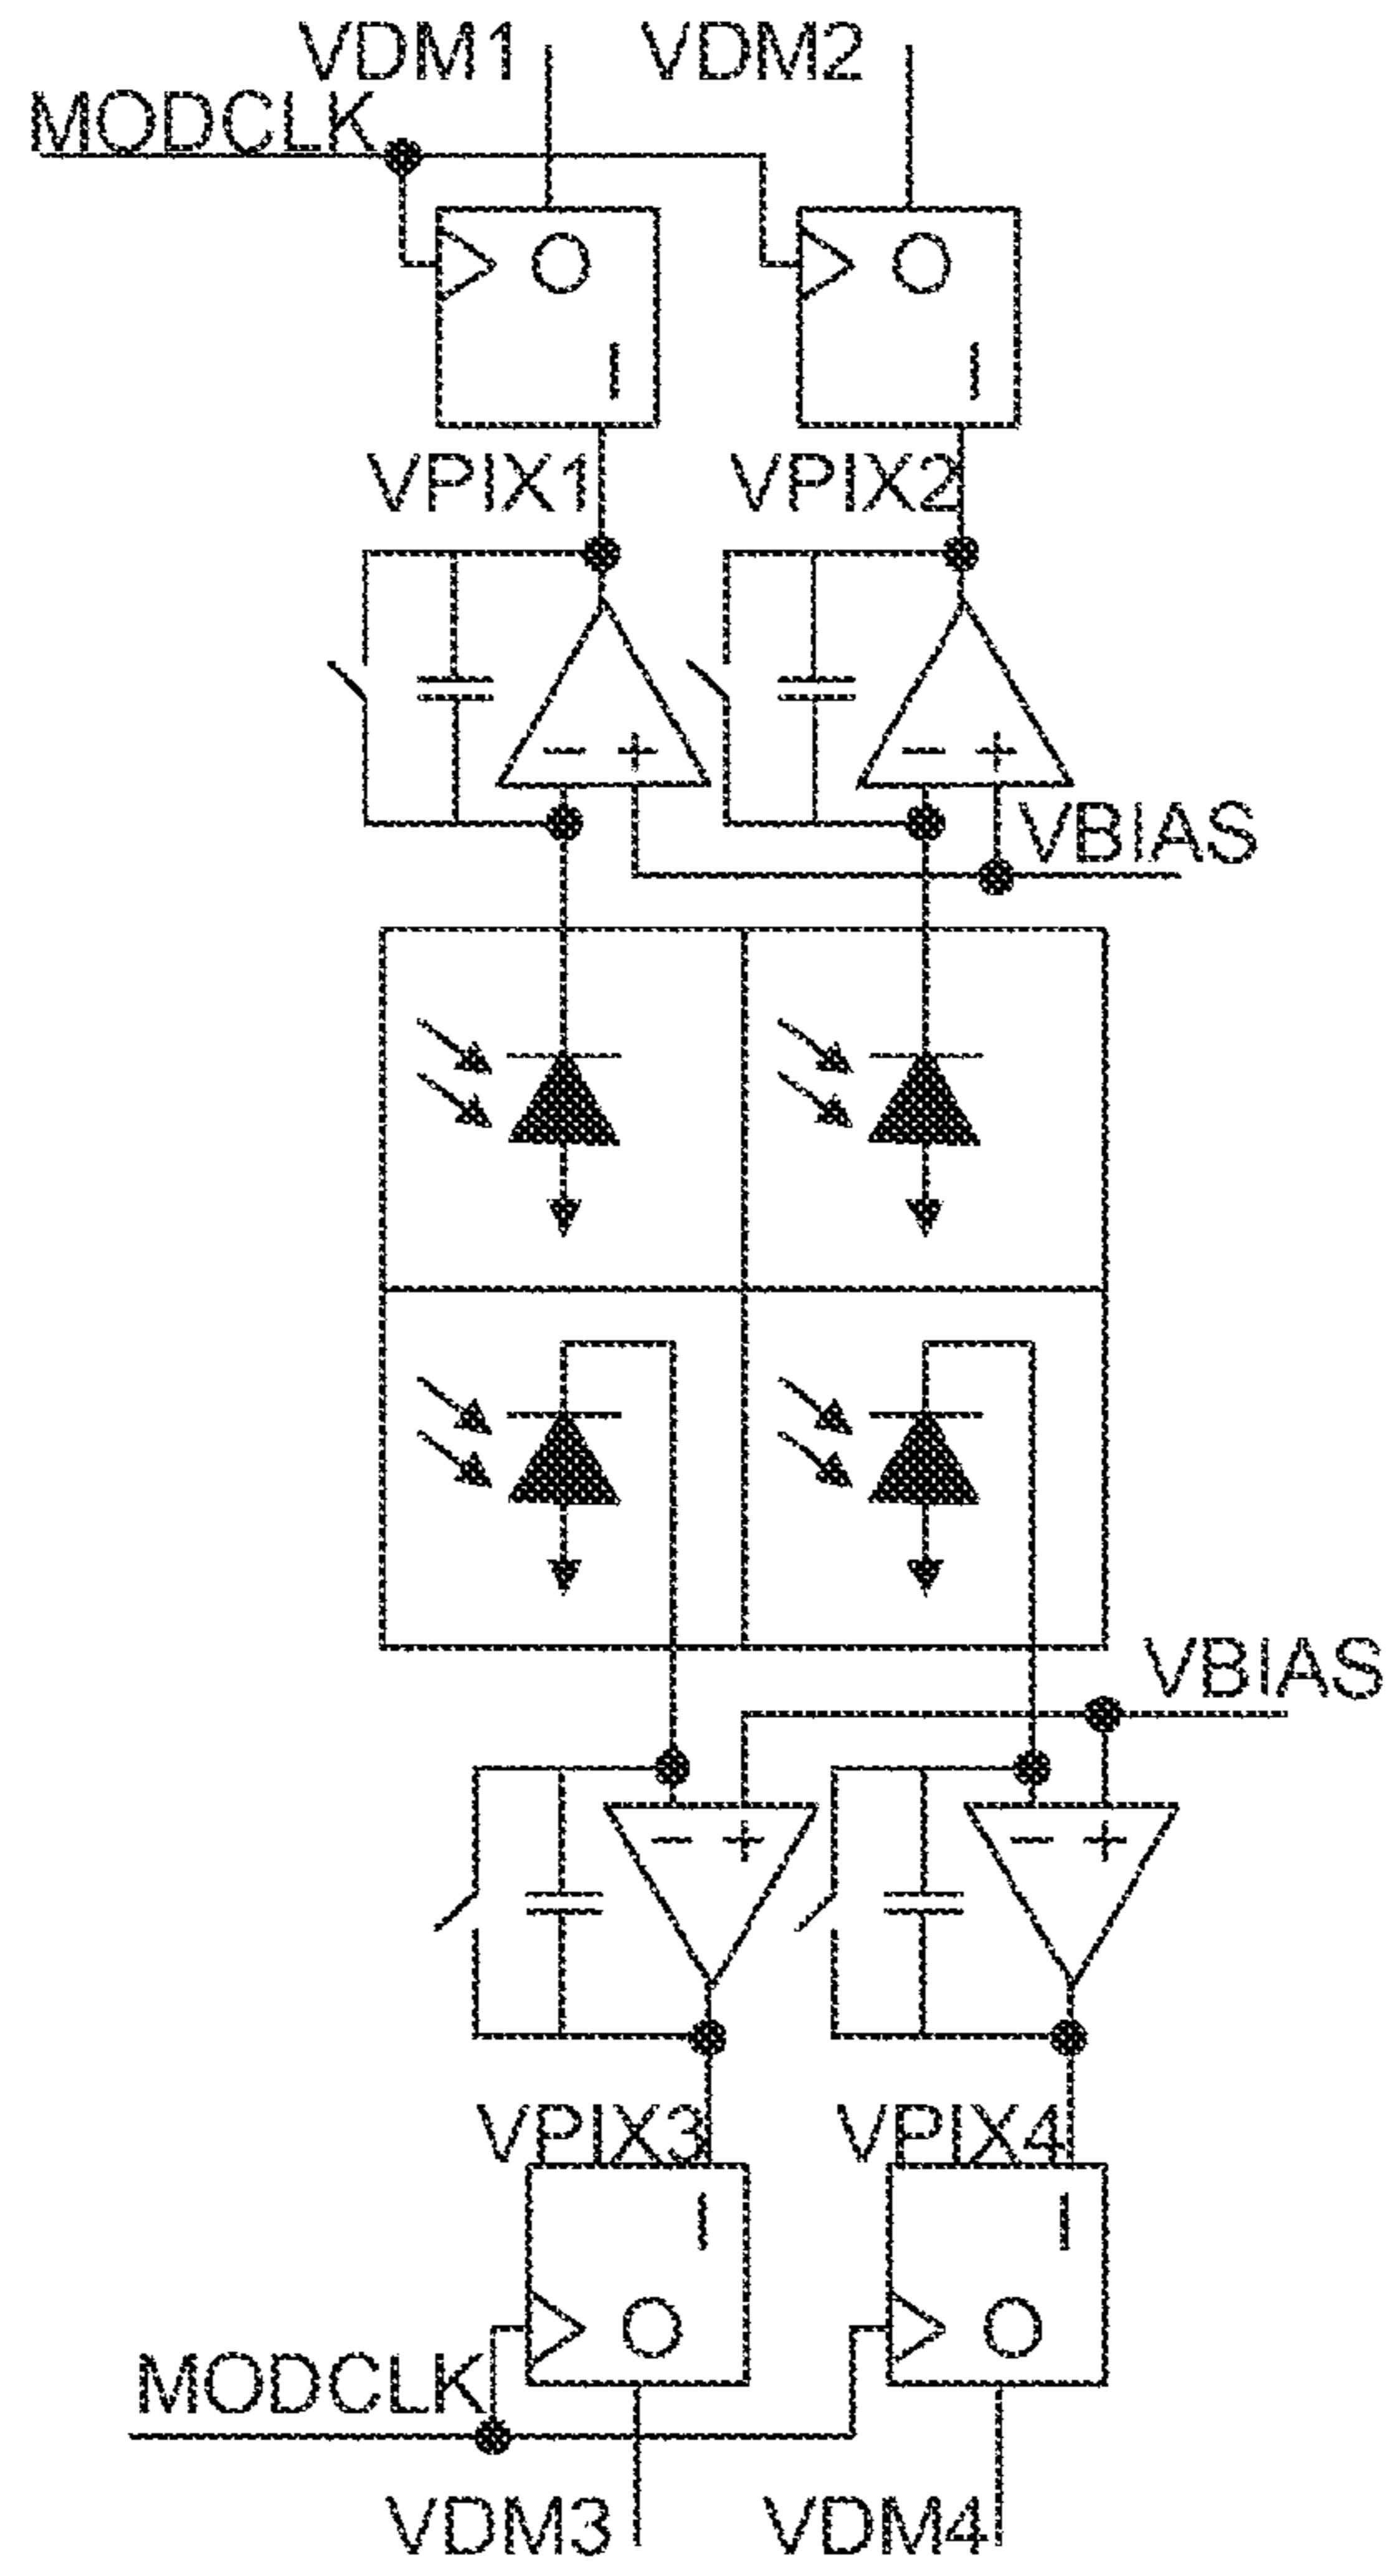 VDM1 VDM2
MODCLK
O O
I I
VPIX1 VPIX2
− + − +
VBIAS
VBIAS
− + − +
VPIX3 VPIX4
I I
O O
MODCLK
VDM3 VDM4